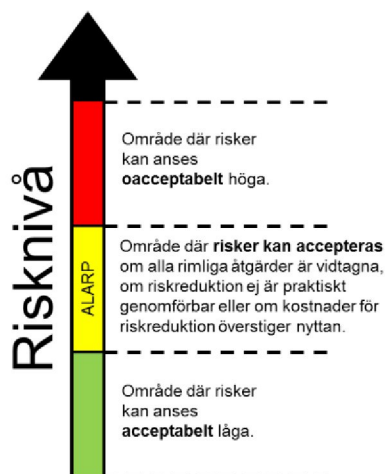 Risknivå
ALARP
Område där risker
kan anses
oacceptabelt höga.
Område där risker kan accepteras
om alla rimliga åtgärder är vidtagna,
om riskreduktion ej är praktiskt
genomförbar eller om kostnader för
riskreduktion överstiger nyttan.
Område där risker
kan anses
acceptabelt låga.